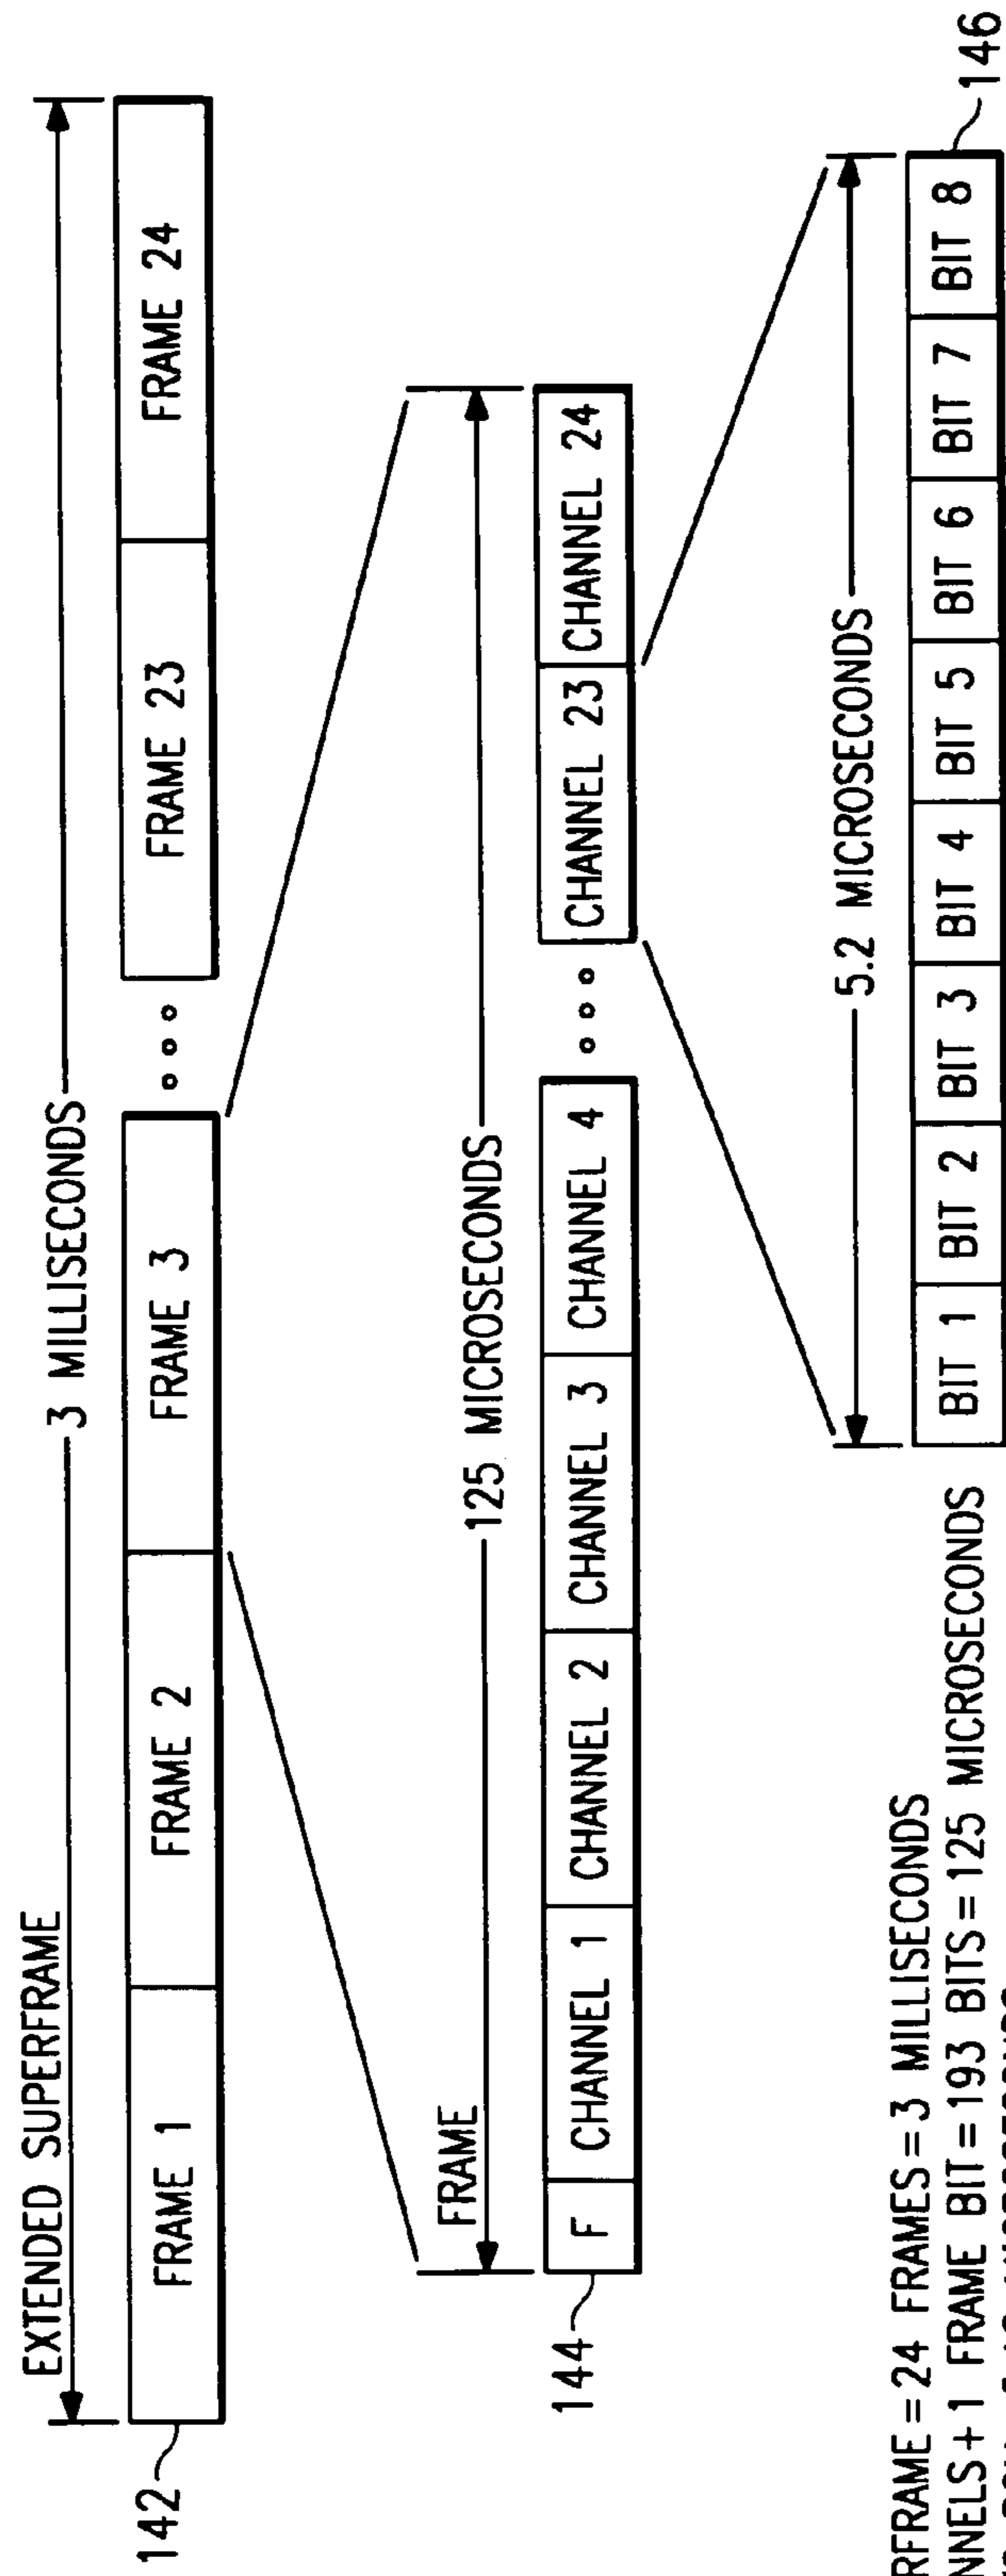 EXTENDED SUPERFRAME
3 MILLISECONDS
142
FRAME 1 FRAME 2 FRAME 3 FRAME 23 FRAME 24
FRAME
125 MICROSECONDS
144
F CHANNEL 1 CHANNEL 2 CHANNEL 3 CHANNEL 4 CHANNEL 23 CHANNEL 24
5.2 MICROSECONDS
BIT 1 BIT 2 BIT 3 BIT 4 BIT 5 BIT 6 BIT 7 BIT 8
146
RFRAME = 24 FRAMES = 3 MILLISECONDS
NNELS + 1 FRAME BIT = 193 BITS = 125 MICROSECONDS